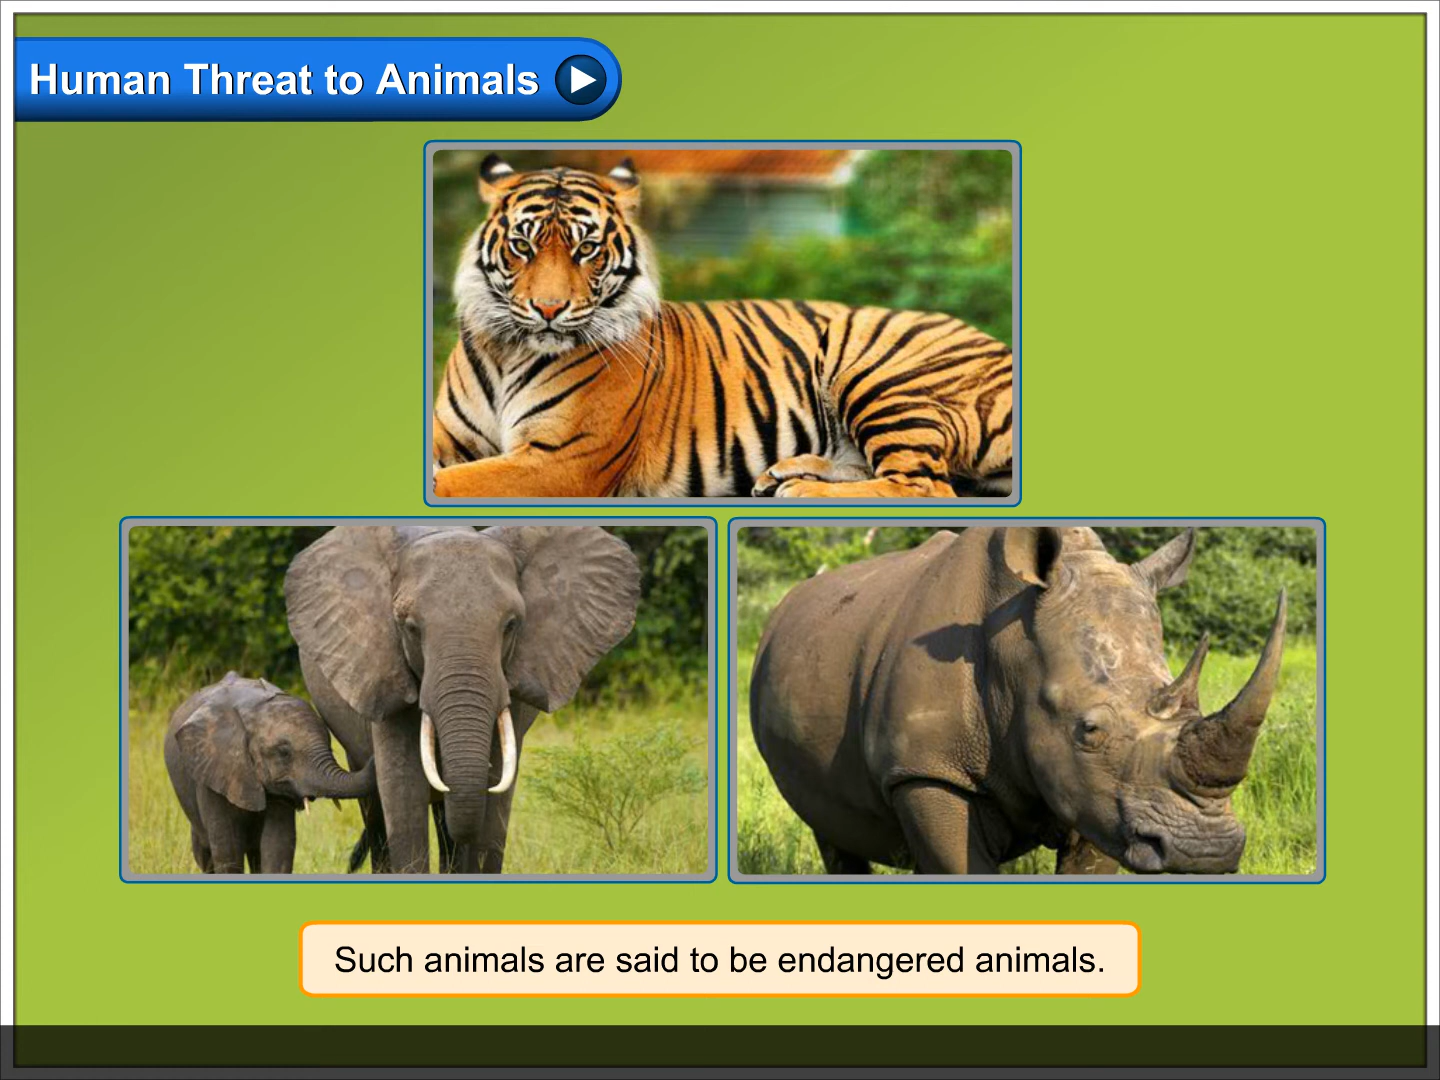 Human Threat to Animals
Such animals are said to be endangered animals.